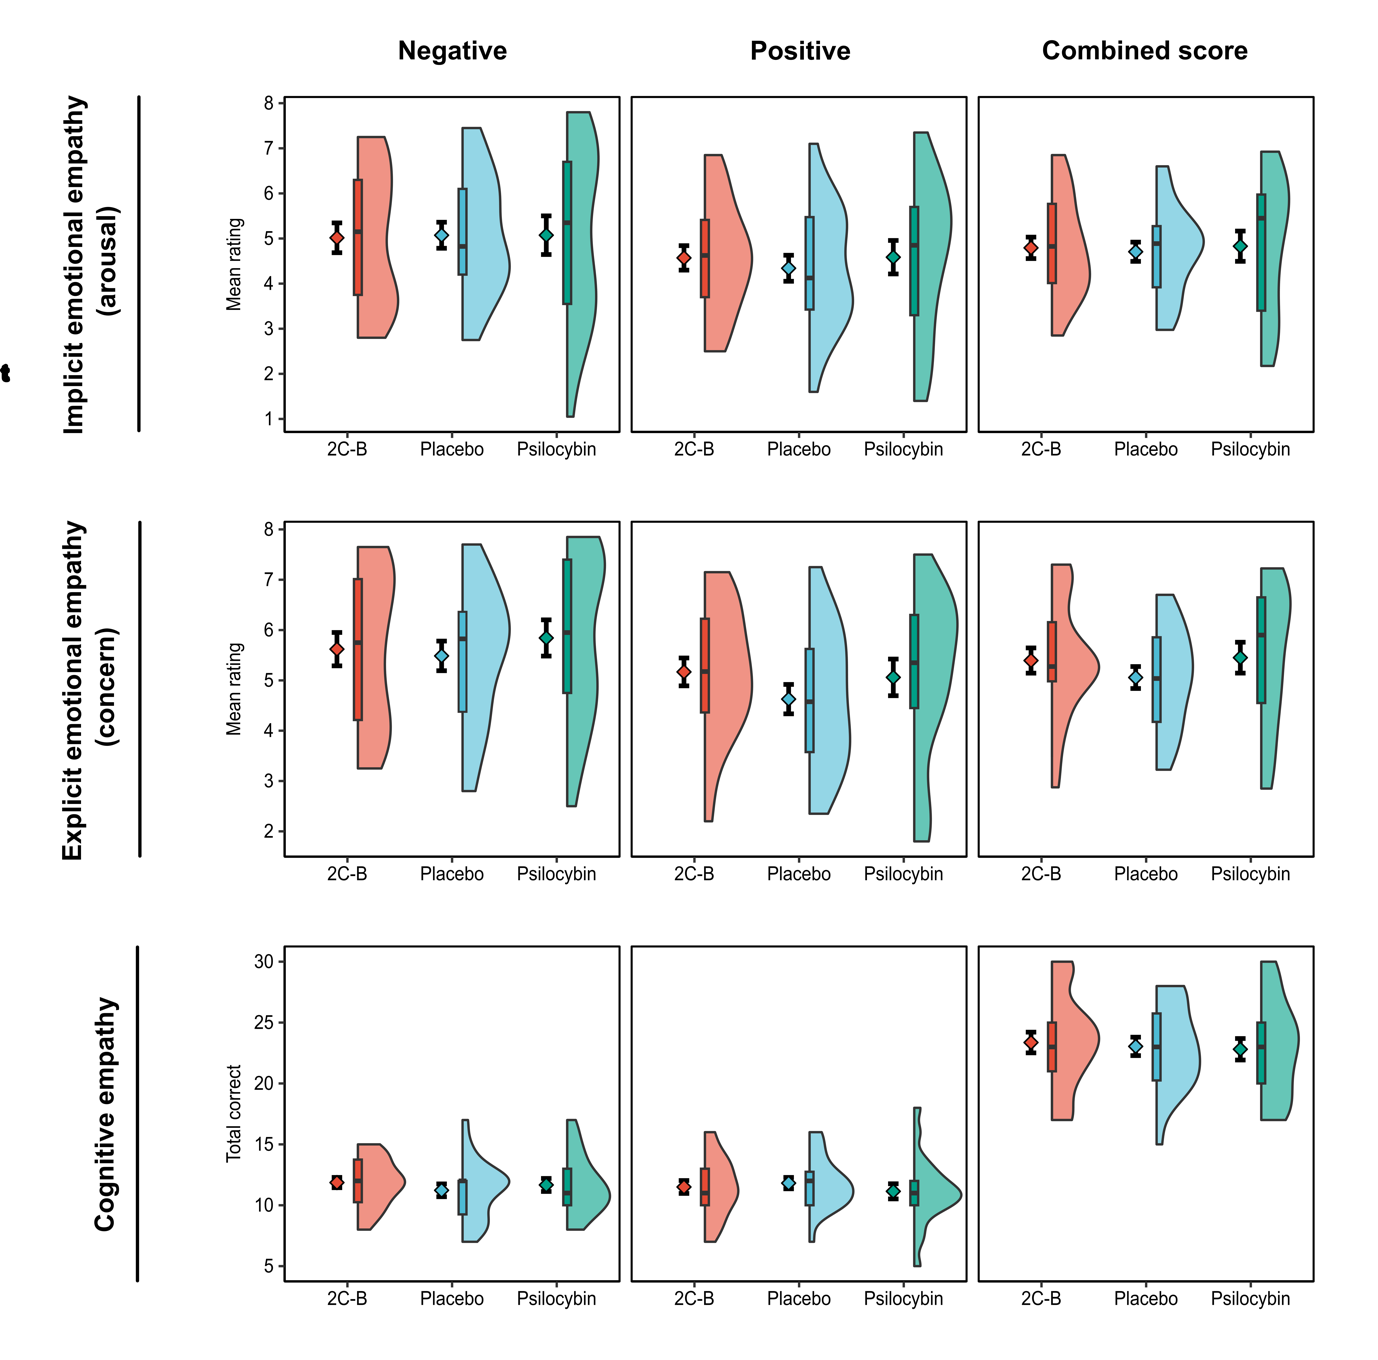 Negative
Positive
Combined score
Implicit emotional empathy
(arousal)
Mean rating
8
7
6
5
4
3
2
1
2C-B
Placebo
Psilocybin
2C-B
Placebo
Psilocybin
2C-B
Placebo
Psilocybin
Explicit emotional empathy
(concern)
Mean rating
8
7
6
5
4
3
2
2C-B
Placebo
Psilocybin
2C-B
Placebo
Psilocybin
2C-B
Placebo
Psilocybin
Cognitive empathy
Total correct
30
25
20
15
10
5
2C-B
Placebo
Psilocybin
2C-B
Placebo
Psilocybin
2C-B
Placebo
Psilocybin